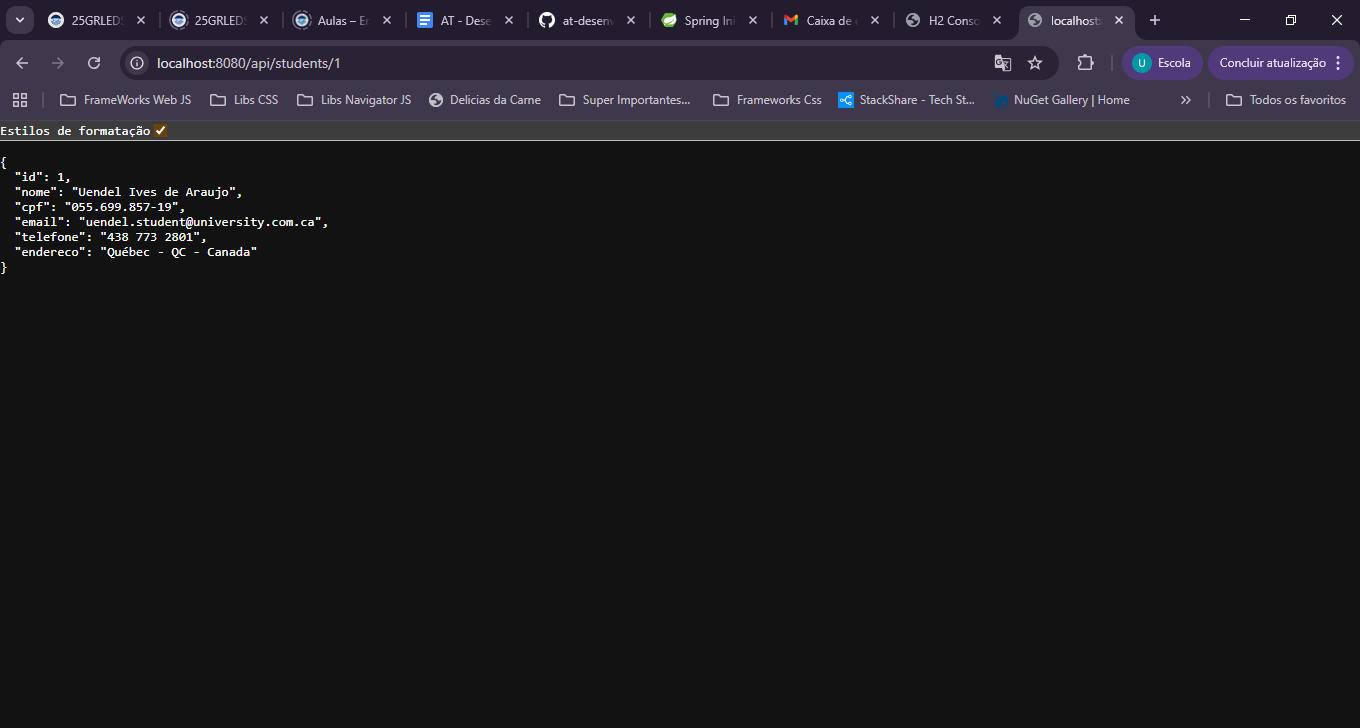 25GRLEDS
25GRLEDS
Aulas – En
AT - Dese
at-desenv
Spring Ini
Caixa de
H2 Conso
localhost:
localhost:8080/api/students/1
U
Escola
Concluir atualização
FrameWorks Web JS
Libs CSS
Libs Navigator JS
Delicias da Carne
Super Importantes...
Frameworks Css
StackShare - Tech St...
NuGet Gallery | Home
Todos os favoritos
Estilos de formatação
{
"id": 1,
"nome": "Uendel Ives de Araujo",
"cpf": "055.699.857-19",
"email": "uendel.student@university.com.ca",
"telefone": "438 773 2801",
"endereco": "Québec - QC - Canada"
}